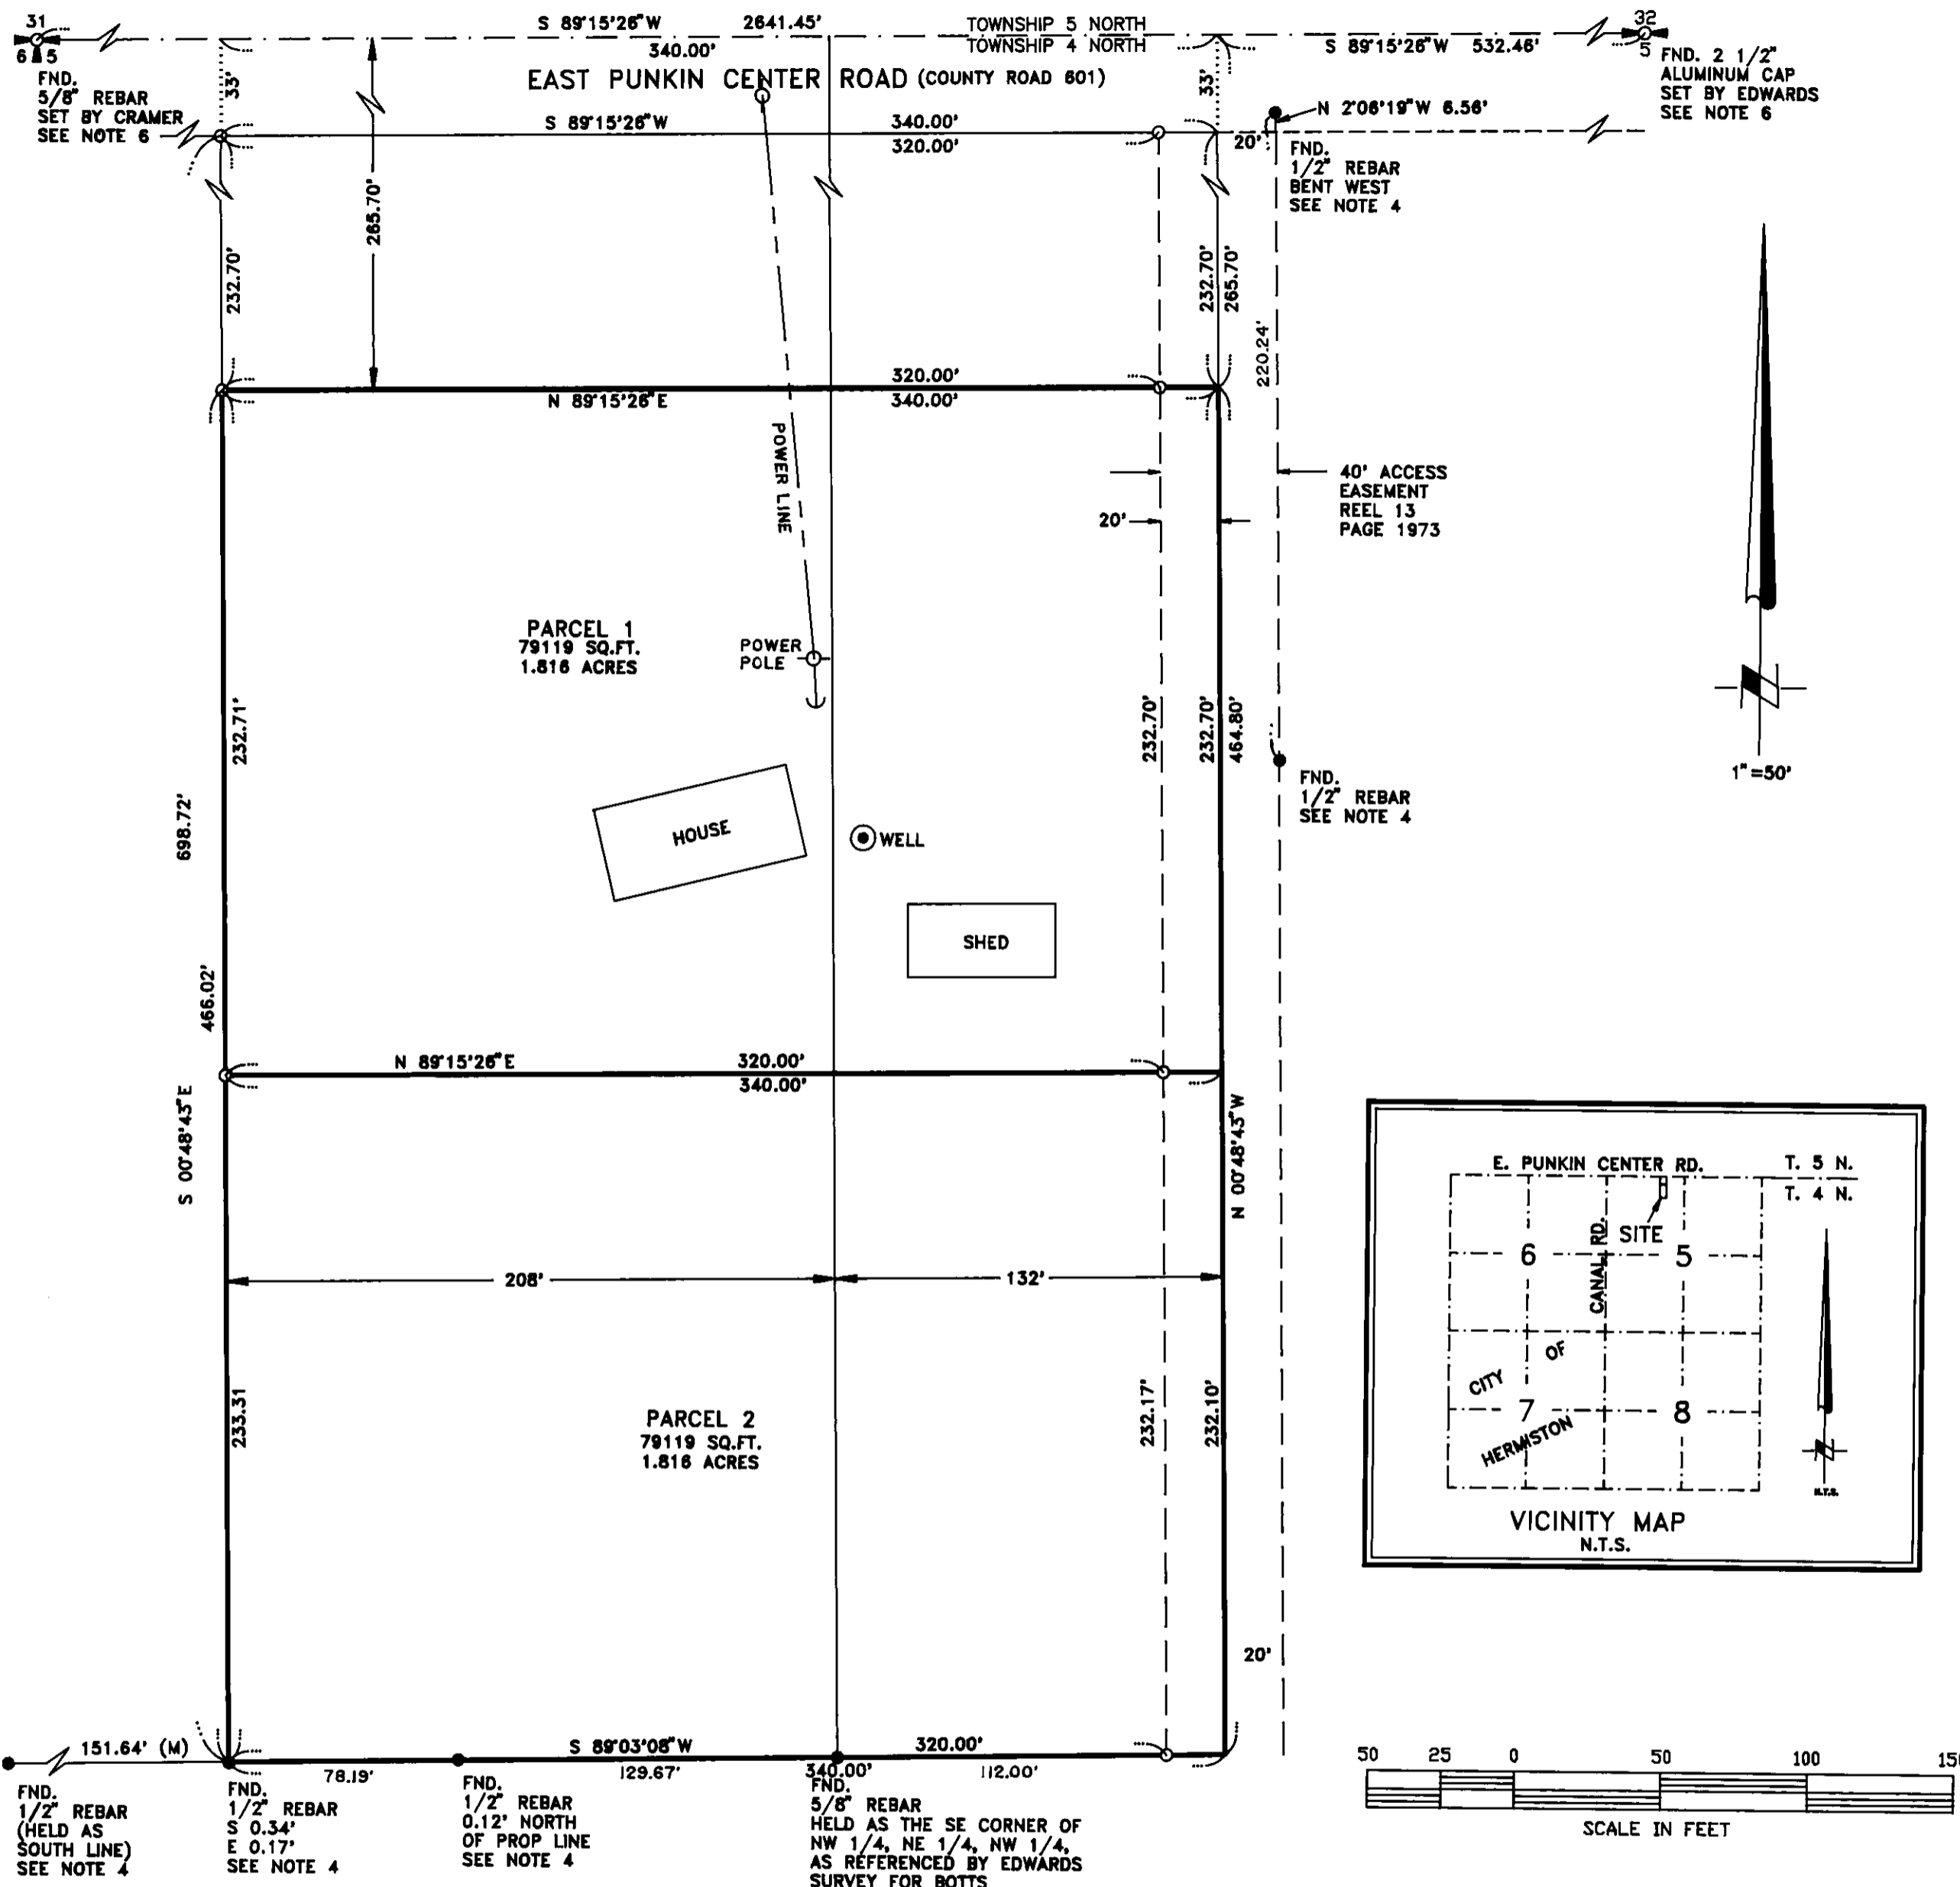 31
S 89°15'26"W 2641.45' TOWNSHIP 5 NORTH
32
6 5
340.00' TOWNSHIP 4 NORTH
S 89°15'26"W 532.46'
5
FND.
5/8" REBAR
SET BY CRAMER
SEE NOTE 6
33'
EAST PUNKIN CENTER ROAD (COUNTY ROAD 601)
33'
FND. 2 1/2"
ALUMINUM CAP
SET BY EDWARDS
SEE NOTE 6
N 2°06'19"W 6.56'
S 89°15'26"W 340.00'
320.00'
20'
FND.
1/2" REBAR
BENT WEST
SEE NOTE 4
232.70'
265.70'
232.70'
265.70'
220.24'
320.00'
N 89°15'26"E 340.00'
POWER LINE
40' ACCESS
EASEMENT
REEL 13
PAGE 1973
20'
PARCEL 1
79119 SQ.FT.
1.816 ACRES
POWER
POLE
232.71'
232.70'
232.70'
464.80'
1"=50'
FND.
1/2" REBAR
SEE NOTE 4
698.72'
HOUSE
WELL
SHED
466.02'
N 89°15'26"E 320.00'
340.00'
S 00°48'43"E
N 00°48'43"W
E. PUNKIN CENTER RD. T. 5 N.
T. 4 N.
SITE
6
CANAL RD.
5
CITY OF
HERMISTON
7
8
N.T.S.
VICINITY MAP
N.T.S.
208'
132'
233.31
PARCEL 2
79119 SQ.FT.
1.816 ACRES
232.17'
232.10'
20'
151.64' (M)
S 89°03'08"W 320.00'
78.19' 129.67' 340.00' 112.00'
FND.
1/2" REBAR
(HELD AS
SOUTH LINE)
SEE NOTE 4
FND.
1/2" REBAR
S 0.34'
E 0.17'
SEE NOTE 4
FND.
1/2" REBAR
0.12' NORTH
OF PROP LINE
SEE NOTE 4
FND.
5/8" REBAR
HELD AS THE SE CORNER OF
NW 1/4, NE 1/4, NW 1/4,
AS REFERENCED BY EDWARDS
SURVEY FOR BOTTS
50 25 0 50 100 150
SCALE IN FEET